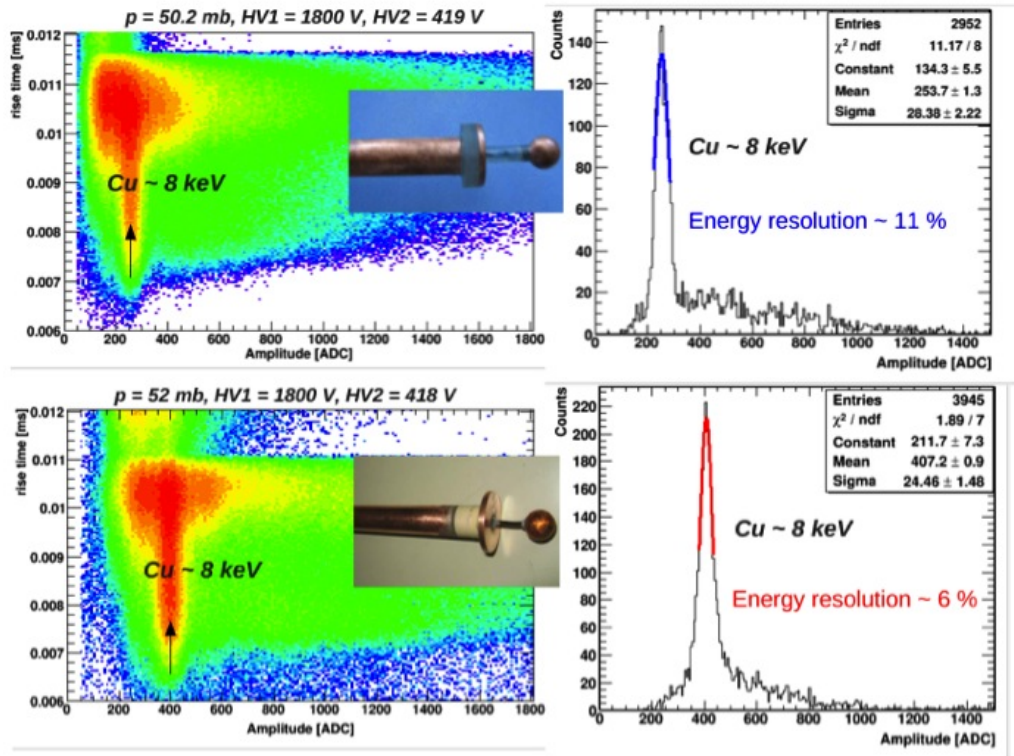 p = 50.2 mb, HV1 = 1800 V, HV2 = 419 V
rise time [ms]
0.012
0.011
0.01
0.009
0.008
0.007
0.006
Cu ~ 8 keV
0 200 400 600 800 1000 1200 1400 1600 1800
Amplitude [ADC]
Counts
140
120
100
80
60
40
20
0
Entries 2952
χ² / ndf 11.17 / 8
Constant 134.3 ± 5.5
Mean 253.7 ± 1.3
Sigma 28.38 ± 2.22
Cu ~ 8 keV
Energy resolution ~ 11 %
0 200 400 600 800 1000 1200 1400
Amplitude [ADC]
p = 52 mb, HV1 = 1800 V, HV2 = 418 V
rise time [ms]
0.012
0.011
0.01
0.009
0.008
0.007
0.006
Cu ~ 8 keV
0 200 400 600 800 1000 1200 1400 1600 1800
Amplitude [ADC]
Counts
220
200
180
160
140
120
100
80
60
40
20
0
Entries 3945
χ² / ndf 1.89 / 7
Constant 211.7 ± 7.3
Mean 407.2 ± 0.9
Sigma 24.46 ± 1.48
Cu ~ 8 keV
Energy resolution ~ 6 %
0 200 400 600 800 1000 1200 1400
Amplitude [ADC]